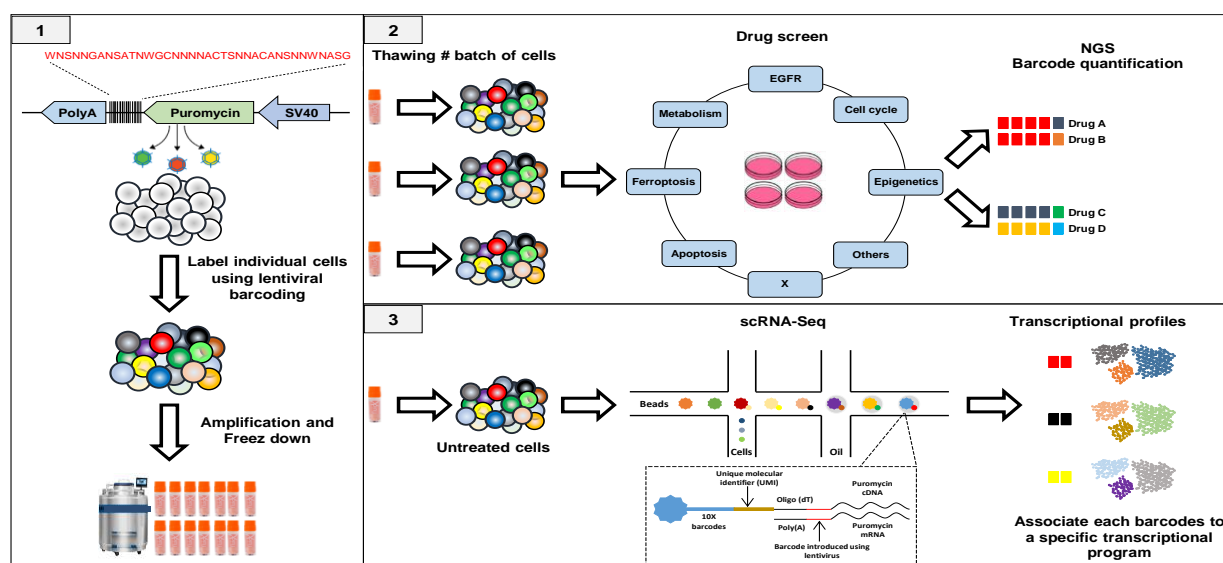 1
WNSNNGANSATNWGCNNNNACTSNNACANSNNWNASG
PolyA
Puromycin
SV40
Label individual cells
using lentiviral
barcoding
Amplification and
Freez down
2
Thawing # batch of cells
Drug screen
EGFR
Cell cycle
Epigenetics
Others
X
Apoptosis
Ferroptosis
Metabolism
NGS
Barcode quantification
Drug A
Drug B
Drug C
Drug D
3
Untreated cells
scRNA-Seq
Beads
Cells
Oil
Unique molecular
identifier (UMI)
10X
barcodes
Oligo (dT)
Poly(A)
Puromycin
cDNA
Puromycin
mRNA
Barcode introduced using
lentivirus
Transcriptional profiles
Associate each barcodes to
a specific transcriptional
program